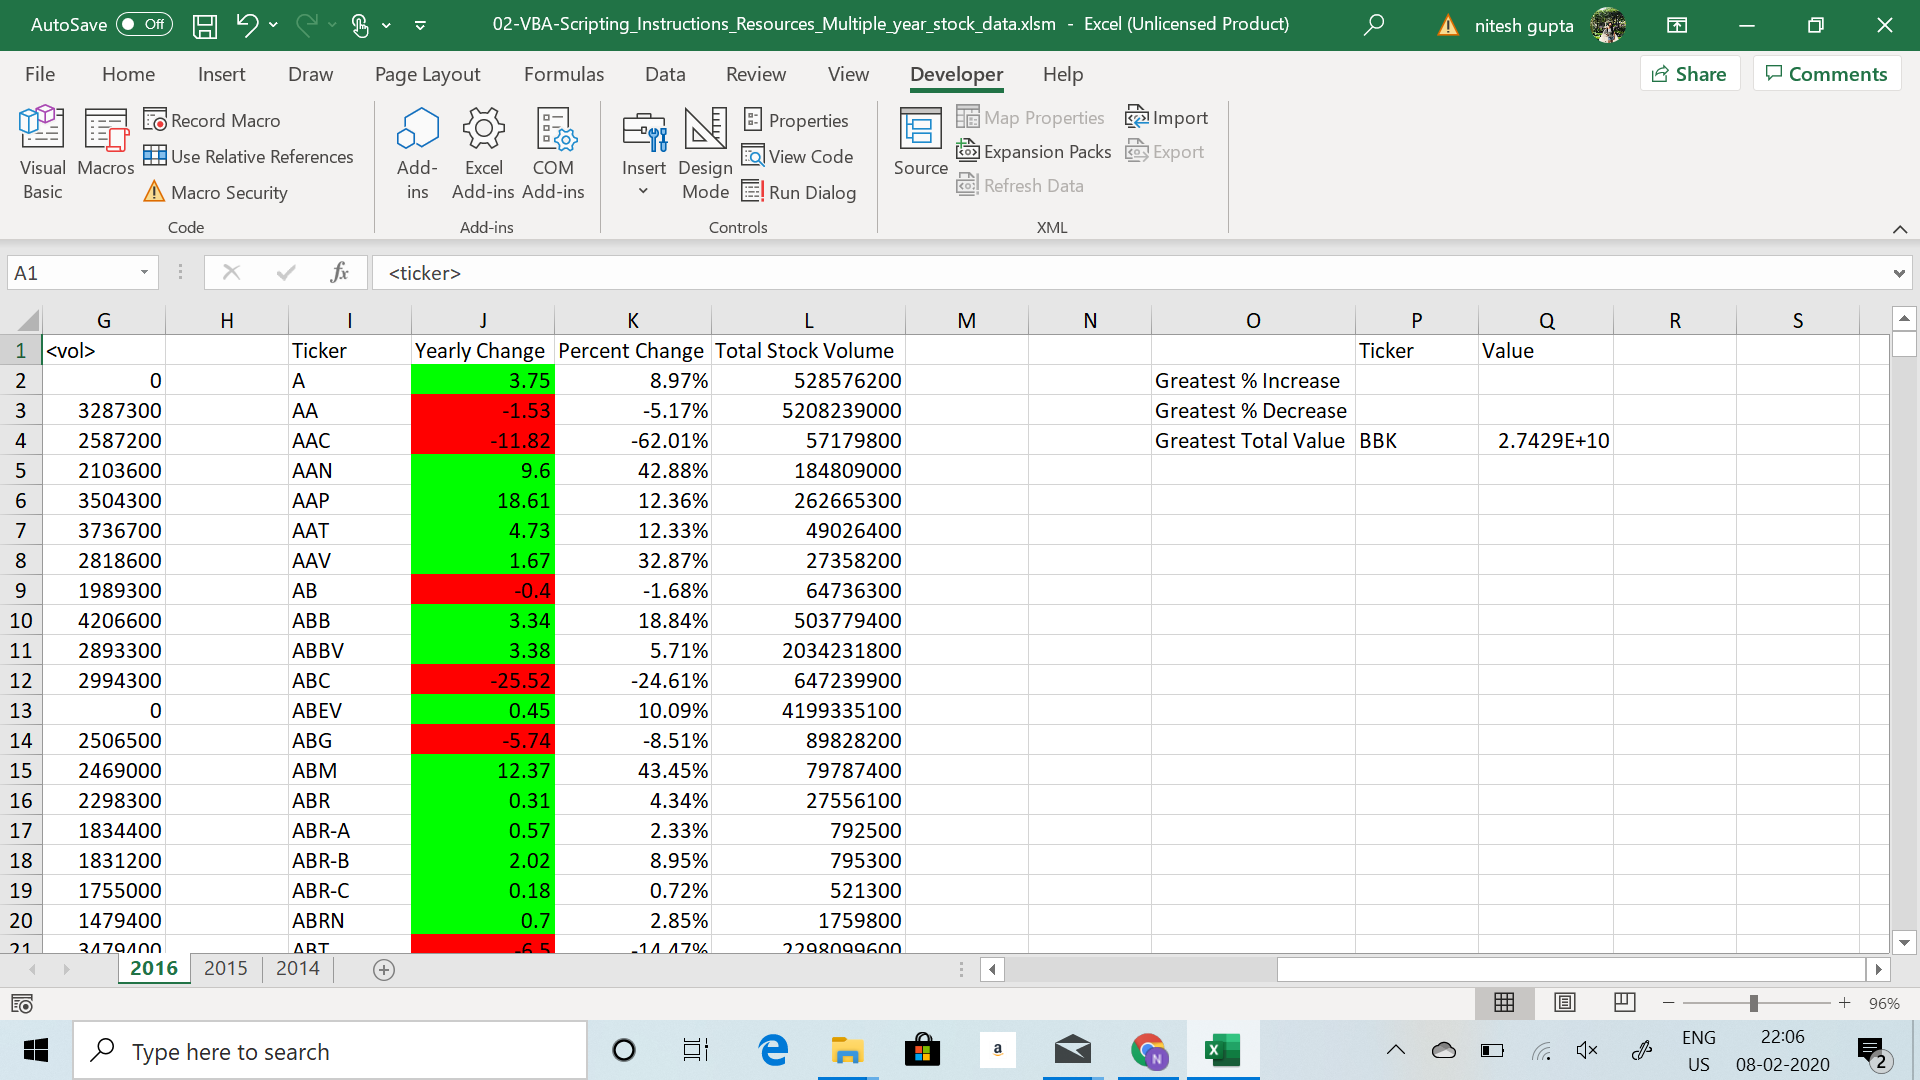 AutoSave Off 02-VBA-Scripting_Instructions_Resources_Multiple_year_stock_data.xlsm - Excel (Unlicensed Product) nitesh gupta
File Home Insert Draw Page Layout Formulas Data Review View Developer Help Share Comments
Visual Basic
Macros
Record Macro
Use Relative References
Macro Security
Code
Add-ins
Excel Add-ins
COM Add-ins
Add-ins
Insert
Design Mode
Properties
View Code
Run Dialog
Controls
Source
Map Properties
Expansion Packs
Refresh Data
Import
Export
XML
A1 fx <ticker>
G H I J K L M N O P Q R S
1 <vol> Ticker Yearly Change Percent Change Total Stock Volume Ticker Value
2 0 A 3.75 8.97% 528576200 Greatest % Increase
3 3287300 AA -1.53 -5.17% 5208239000 Greatest % Decrease
4 2587200 AAC -11.82 -62.01% 57179800 Greatest Total Value BBK 2.7429E+10
5 2103600 AAN 9.6 42.88% 184809000
6 3504300 AAP 18.61 12.36% 262665300
7 3736700 AAT 4.73 12.33% 49026400
8 2818600 AAV 1.67 32.87% 27358200
9 1989300 AB -0.4 -1.68% 64736300
10 4206600 ABB 3.34 18.84% 503779400
11 2893300 ABBV 3.38 5.71% 2034231800
12 2994300 ABC -25.52 -24.61% 647239900
13 0 ABEV 0.45 10.09% 4199335100
14 2506500 ABG -5.74 -8.51% 89828200
15 2469000 ABM 12.37 43.45% 79787400
16 2298300 ABR 0.31 4.34% 27556100
17 1834400 ABR-A 0.57 2.33% 792500
18 1831200 ABR-B 2.02 8.95% 795300
19 1755000 ABR-C 0.18 0.72% 521300
20 1479400 ABRN 0.7 2.85% 1759800
21 3479400 ABT -6.5 -14.47% 2298099600
2016 2015 2014
96%
Type here to search a N ENG 22:06
US 08-02-2020 2